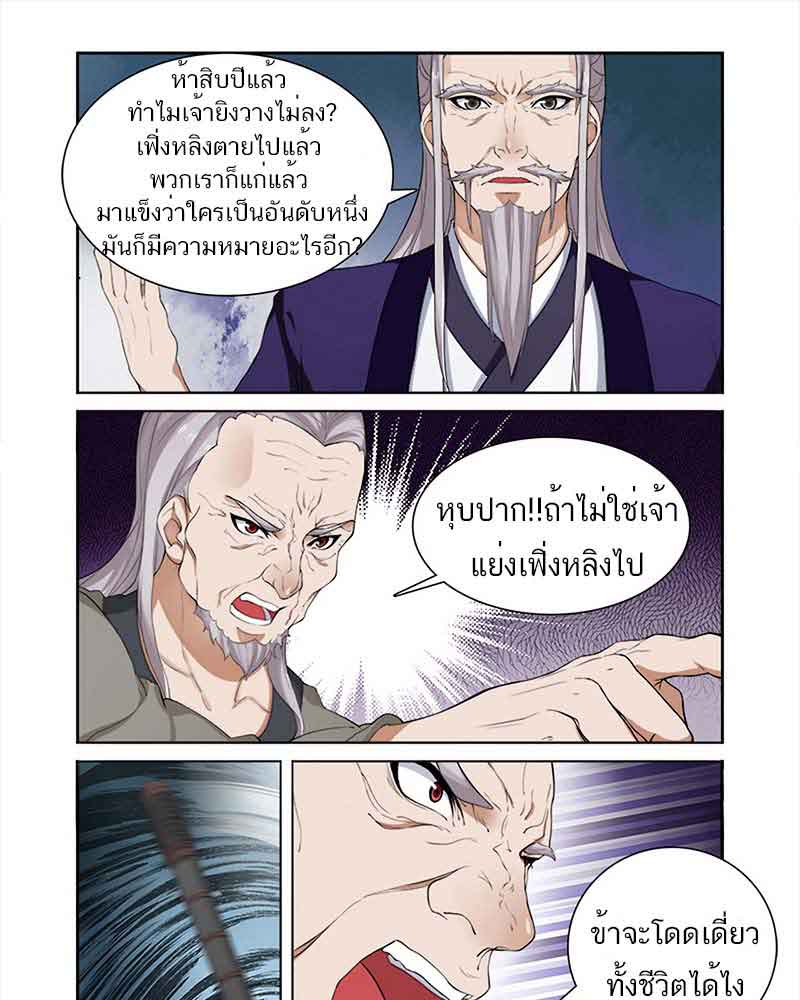 ห้าสิบปีแล้ว
ทำไมเจ้ายิงวางไม่ลง?
เฟิ่งหลิงตายไปแล้ว
พวกเราก็แก่แล้ว
มาแข็งว่าใครเป็นอันดับหนึ่ง
มันก็มีความหมายอะไรอีก?
หุบปาก!!ถ้าไม่ใช่เจ้า
แย่งเฟิ่งหลิงไป
ข้าจะโดดเดี่ยว
ทั้งชีวิตได้ไง